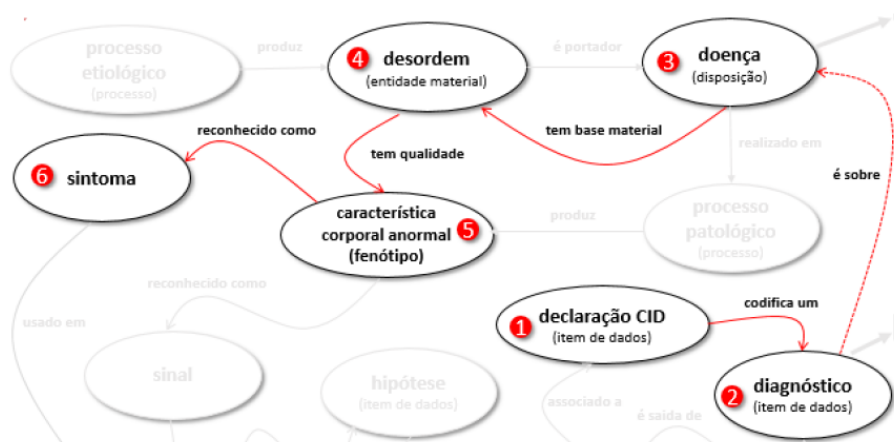 processo
etiológico
(processo)
produz
4
desordem
(entidade material)
é portador
3
doença
(disposição)
reconhecido como
tem qualidade
tem base material
realizado em
é sobre
6
sintoma
característica
corporal anormal
(fenótipo)
5
produz
processo
patológico
(processo)
reconhecido como
usado em
sinal
hipótese
(item de dados)
1
declaração CID
(item de dados)
codifica um
associado a
é saida de
2
diagnóstico
(item de dados)